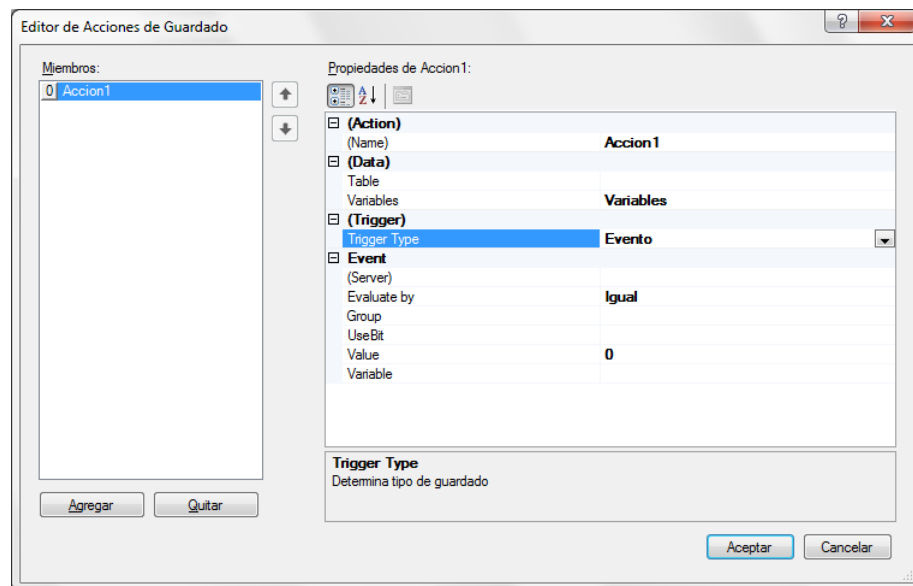 Editor de Acciones de Guardado
Miembros:
0 Accion1
Agregar
Quitar
Propiedades de Accion1:
(Action)
(Name) Accion1
(Data)
Table
Variables Variables
(Trigger)
Trigger Type Evento
Event
(Server)
Evaluate by Igual
Group
UseBit
Value 0
Variable
Trigger Type
Determina tipo de guardado
Aceptar
Cancelar